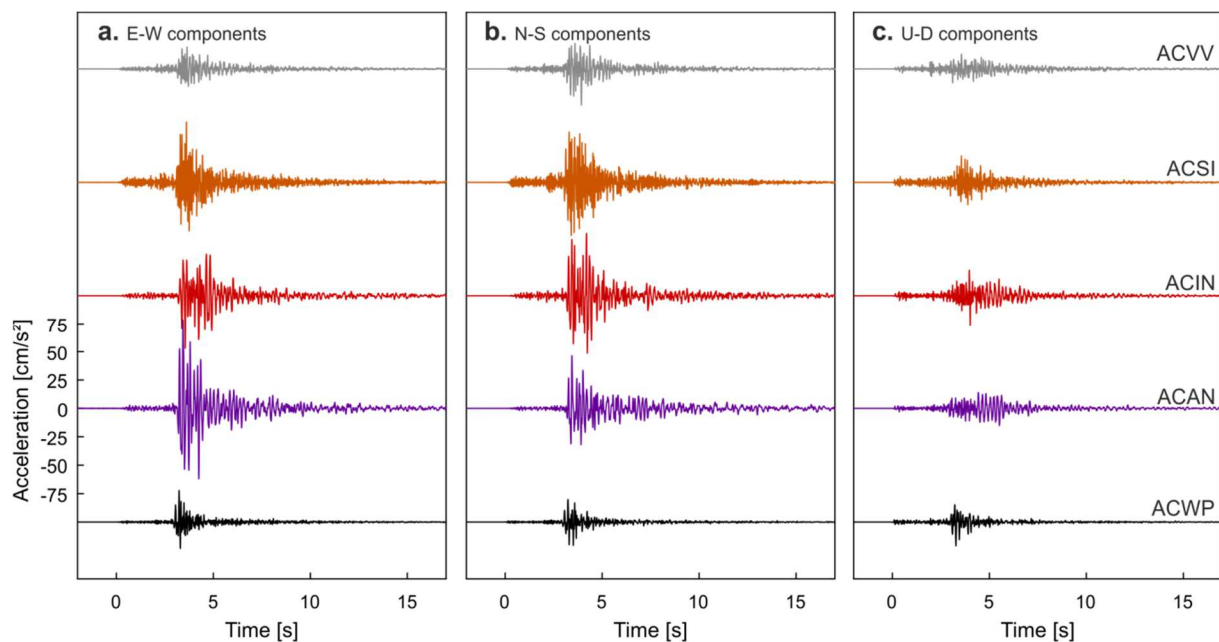 a. E-W components
b. N-S components
c. U-D components
ACVV
ACSI
ACIN
ACAN
ACWP
Acceleration [cm/s²]
75
50
25
0
-25
-50
-75
0 5 10 15
0 5 10 15
0 5 10 15
Time [s]
Time [s]
Time [s]